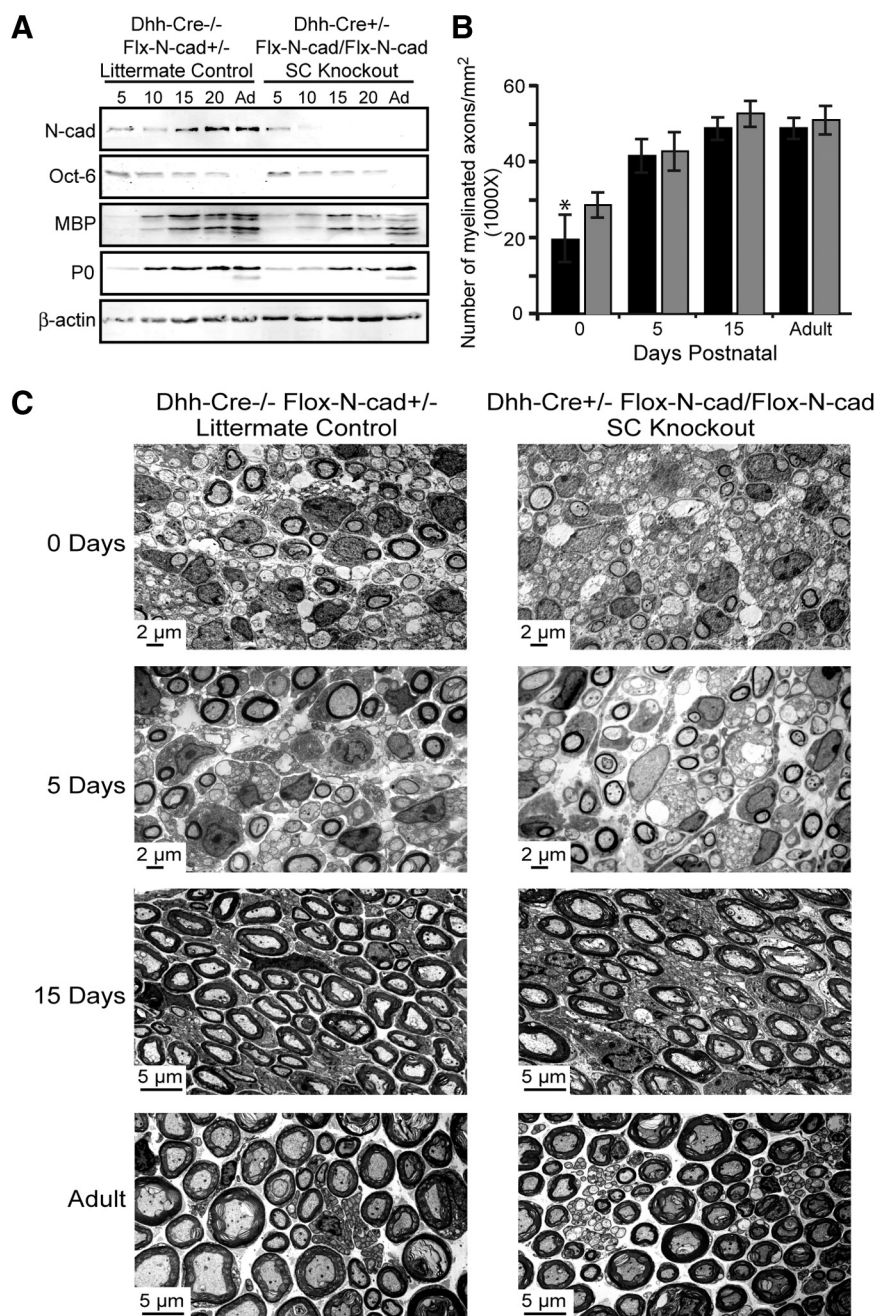 A
Dhh-Cre-/-
Flx-N-cad+/-
Littermate Control
Dhh-Cre+/-
Flx-N-cad/Flx-N-cad
SC Knockout
5 10 15 20 Ad 5 10 15 20 Ad
N-cad
Oct-6
MBP
P0
β-actin
B
Number of myelinated axons/mm²
(1000X)
60
40
20
0
*
0 5 15 Adult
Days Postnatal
C
Dhh-Cre-/- Flox-N-cad+/-
Littermate Control
Dhh-Cre+/- Flox-N-cad/Flox-N-cad
SC Knockout
0 Days
2 µm
2 µm
5 Days
2 µm
2 µm
15 Days
5 µm
5 µm
Adult
5 µm
5 µm